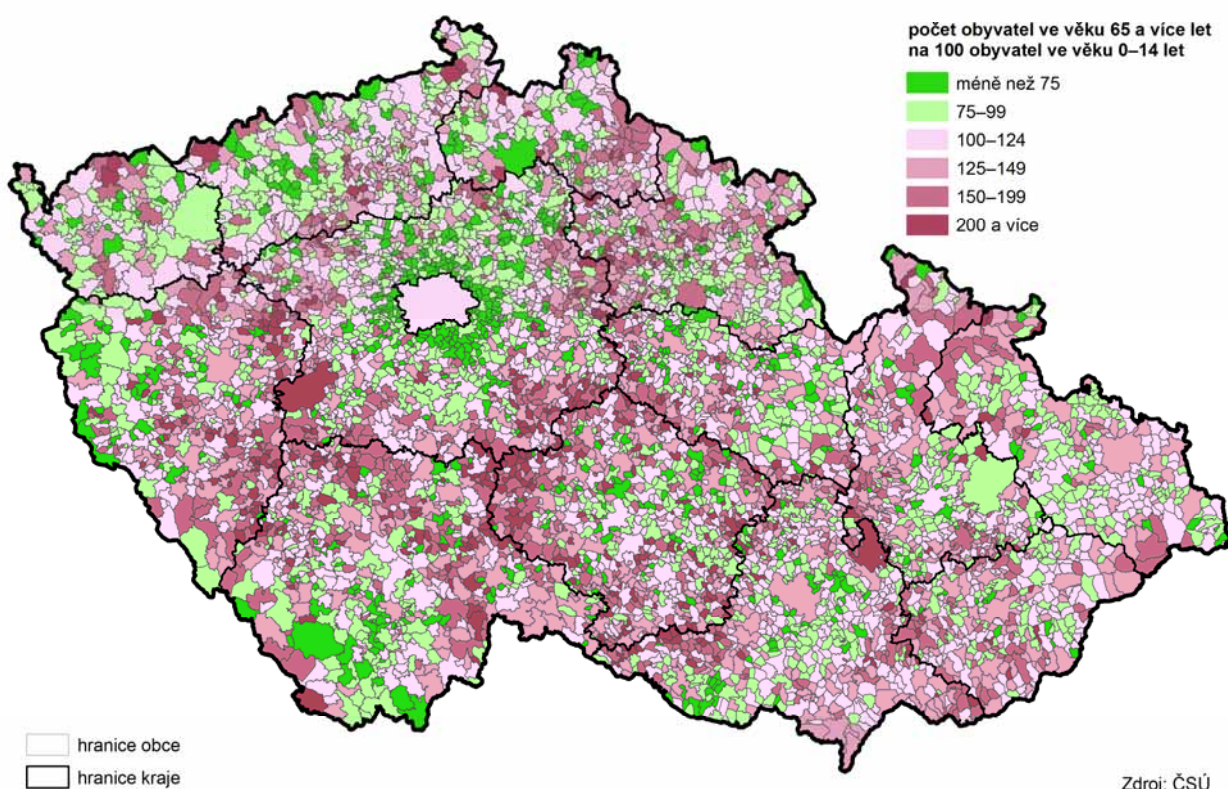 počet obyvatel ve věku 65 a více let
na 100 obyvatel ve věku 0–14 let
méně než 75
75–99
100–124
125–149
150–199
200 a více
hranice obce
hranice kraje
Zdroj: ČSÚ